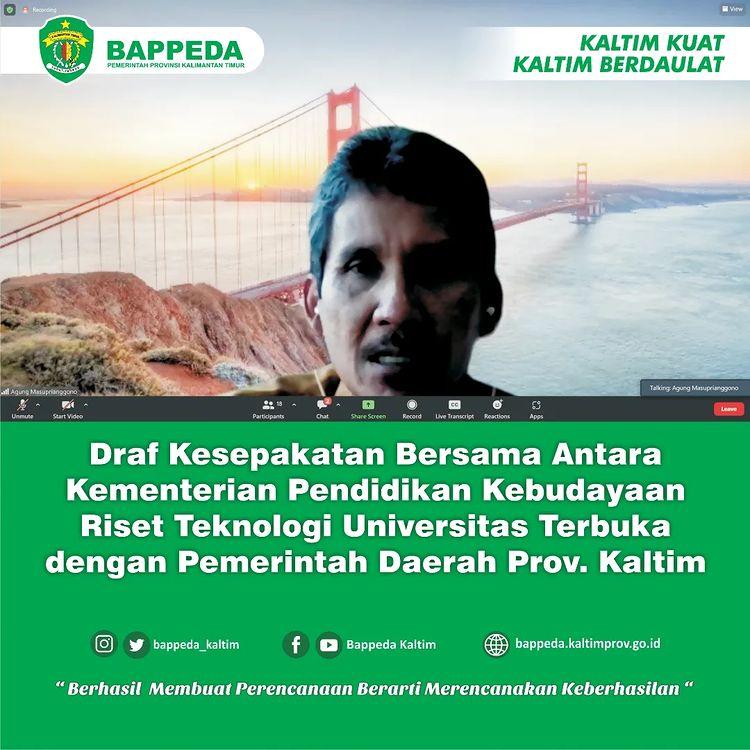 Recording
View
BAPPEDA
PEMERINTAH PROVINSI KALIMANTAN TIMUR
KALTIM KUAT
KALTIM BERDAULAT
Agung Masuprianggono
Talking: Agung Masuprianggono
Unmute
Start Video
Participants
18
Chat
Share Screen
Record
CC
Live Transcript
Reactions
Apps
Leave
Draf Kesepakatan Bersama Antara
Kementerian Pendidikan Kebudayaan
Riset Teknologi Universitas Terbuka
dengan Pemerintah Daerah Prov. Kaltim
bappeda_kaltim
Bappeda Kaltim
bappeda.kaltimprov.go.id
“ Berhasil Membuat Perencanaan Berarti Merencanakan Keberhasilan “